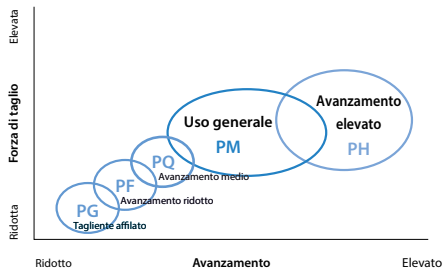 Elevata
Forza di taglio
Ridotta
Avanzamento
elevato
PH
Uso generale
PM
PQ
Avanzamento medio
PF
Avanzamento ridotto
PG
Tagliente affilato
Ridotto
Avanzamento
Elevato